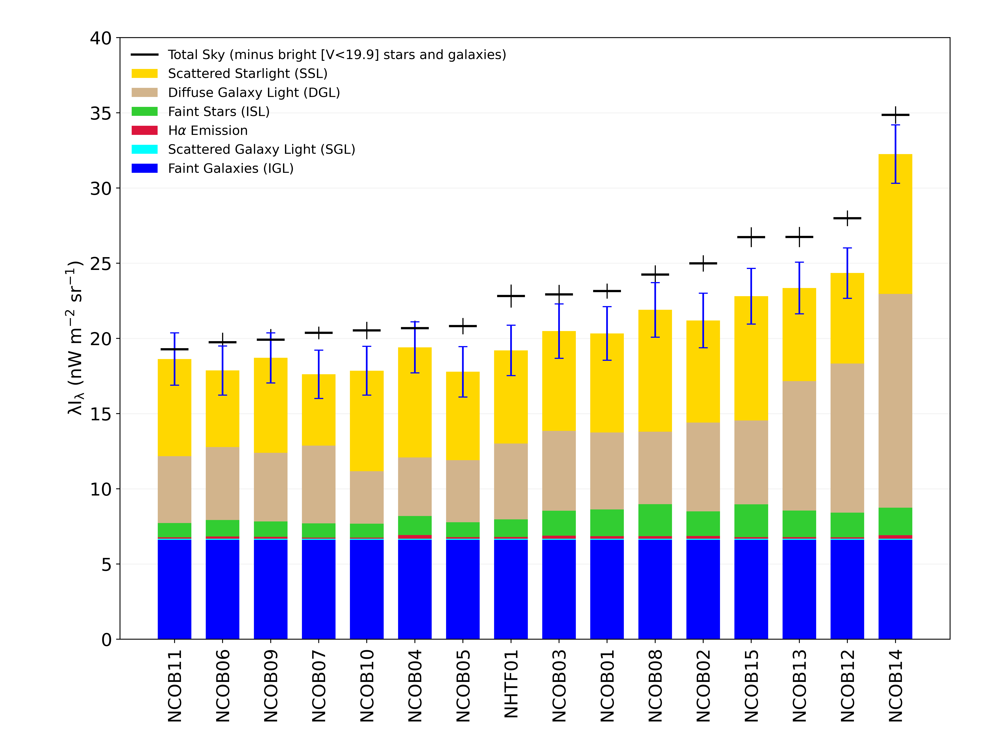 40
35
30
25
20
15
10
5
0
λI_λ (nW m⁻² sr⁻¹)
Total Sky (minus bright [V<19.9] stars and galaxies)
Scattered Starlight (SSL)
Diffuse Galaxy Light (DGL)
Faint Stars (ISL)
Hα Emission
Scattered Galaxy Light (SGL)
Faint Galaxies (IGL)
NCOB11
NCOB06
NCOB09
NCOB07
NCOB10
NCOB04
NCOB05
NHTF01
NCOB03
NCOB01
NCOB08
NCOB02
NCOB15
NCOB13
NCOB12
NCOB14